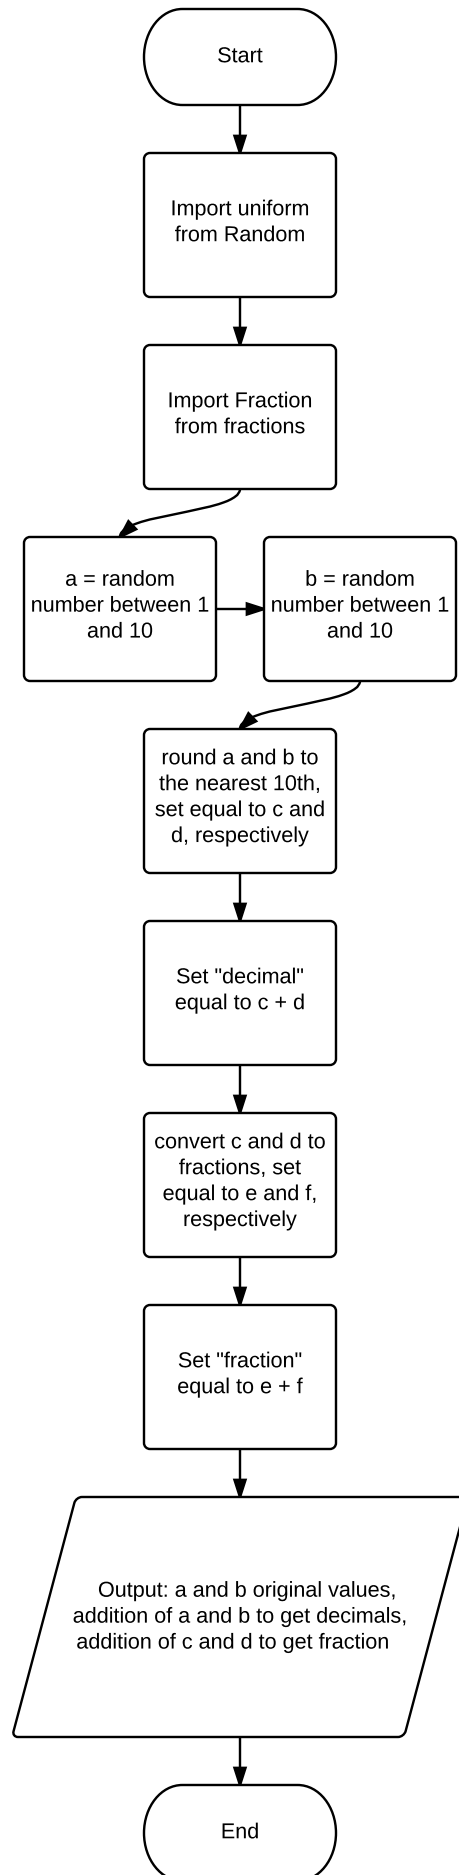 Start
Import uniform
from Random
Import Fraction
from fractions
a = random
number between 1
and 10
b = random
number between 1
and 10
round a and b to
the nearest 10th,
set equal to c and
d, respectively
Set "decimal"
equal to c + d
convert c and d to
fractions, set
equal to e and f,
respectively
Set "fraction"
equal to e + f
Output: a and b original values,
addition of a and b to get decimals,
addition of c and d to get fraction
End